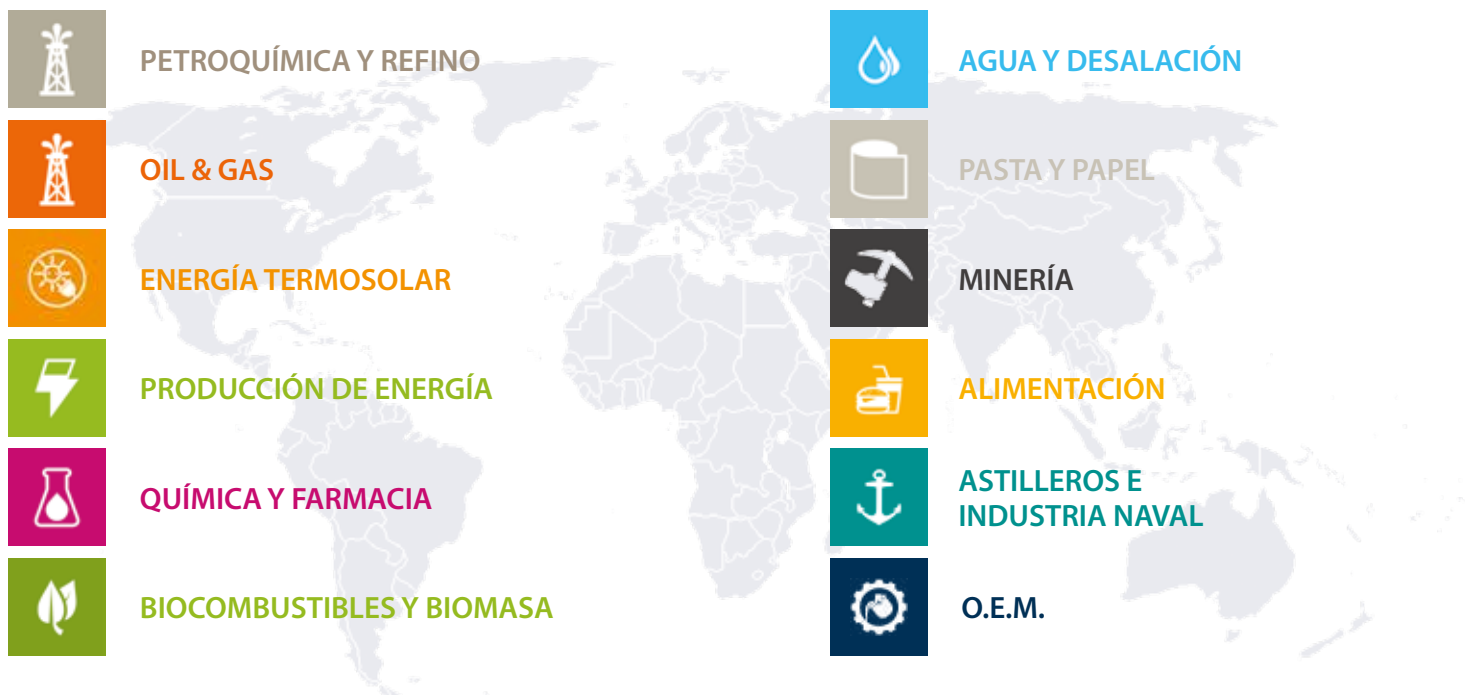 PETROQUÍMICA Y REFINO
OIL & GAS
ENERGÍA TERMOSOLAR
PRODUCCIÓN DE ENERGÍA
QUÍMICA Y FARMACIA
BIOCOMBUSTIBLES Y BIOMASA
AGUA Y DESALACIÓN
PASTA Y PAPEL
MINERÍA
ALIMENTACIÓN
ASTILLEROS E
INDUSTRIA NAVAL
O.E.M.